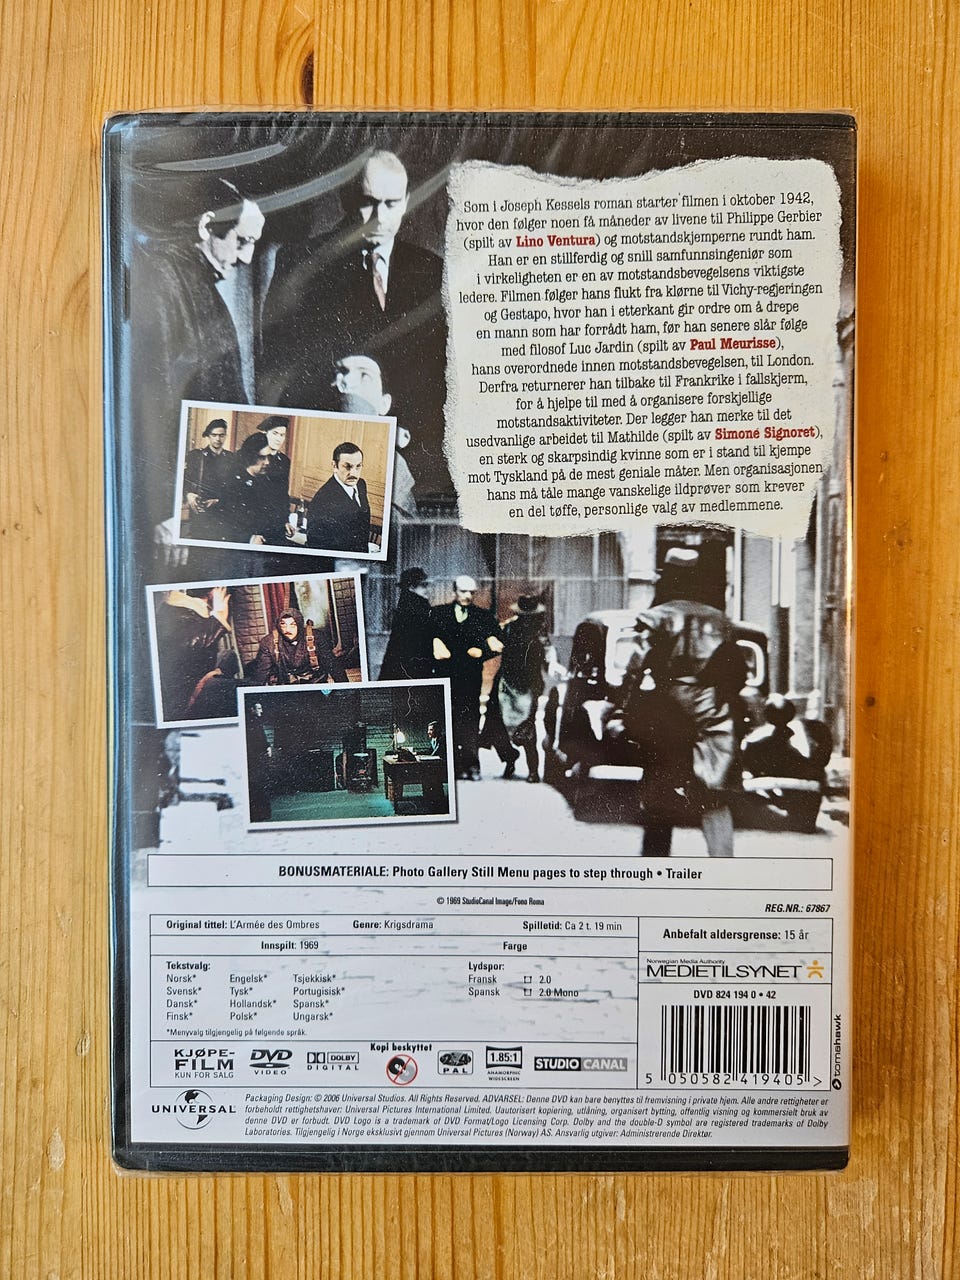 Som i Joseph Kessels roman starter filmen i oktober 1942,
hvor den følger noen få måneder av livene til Philippe Gerbier
(spilt av Lino Ventura) og motstandskjemperne rundt ham.
Han er en stillferdig og snill samfunnsingeniør som
i virkeligheten er en av motstandsbevegelsens viktigste
ledere. Filmen følger hans flukt fra klørne til Vichy-regjeringen
og Gestapo, hvor han i etterkant gir ordre om å drepe
en mann som har forrådt ham, før han senere slår følge
med filosof Luc Jardin (spilt av Paul Meurisse),
hans overordnede innen motstandsbevegelsen, til London.
Derfra returnerer han tilbake til Frankrike i fallskjerm,
for å hjelpe til med å organisere forskjellige
motstandsaktiviteter. Der legger han merke til det
usedvanlige arbeidet til Mathilde (spilt av Simone Signoret),
en sterk og skarpsindig kvinne som er i stand til å kjempe
mot Tyskland på de mest geniale måter. Men organisasjonen
hans må tåle mange vanskelige ildprøver som krever
en del tøffe, personlige valg av medlemmene.
BONUSMATERIALE: Photo Gallery Still Menu pages to step through • Trailer
© 1969 StudioCanal Image/Fono Roma
REG.NR.: 67867
Original tittel: L'Armée des Ombres Genre: Krigsdrama Spilletid: Ca 2 t. 19 min
Innspilt: 1969 Farge
Anbefalt aldersgrense: 15 år
Tekstvalg:
Norsk* Engelsk* Tsjekkisk*
Svensk* Tysk* Portugisisk*
Dansk* Hollandsk* Spansk*
Finsk* Polsk* Ungarsk*
*Menyvalg tilgjengelig på følgende språk.
Lydspor:
Fransk 2.0
Spansk 2.0 Mono
Norwegian Media Authority
MEDIETILSYNET
DVD 824 194 0 • 42
5 050582 419405 >
tomahawk
KJØPE-
FILM
KUN FOR SALG
DVD
VIDEO
DOLBY
DIGITAL
Kopi beskyttet
PAL
1.85:1
ANAMORPHIC
WIDESCREEN
STUDIO CANAL
UNIVERSAL
Packaging Design: © 2006 Universal Studios. All Rights Reserved. ADVARSEL: Denne DVD kan bare benyttes til fremvisning i private hjem. Alle andre rettigheter er
forbeholdt rettighetshaver: Universal Pictures International Limited. Uautorisert kopiering, utlåning, organisert bytting, offentlig visning og kommersielt bruk av
denne DVD er forbudt. DVD Logo is a trademark of DVD Format/Logo Licensing Corp. Dolby and the double-D symbol are registered trademarks of Dolby
Laboratories. Tilgjengelig i Norge eksklusivt gjennom Universal Pictures (Norway) AS. Ansvarlig utgiver: Administrerende Direktør.